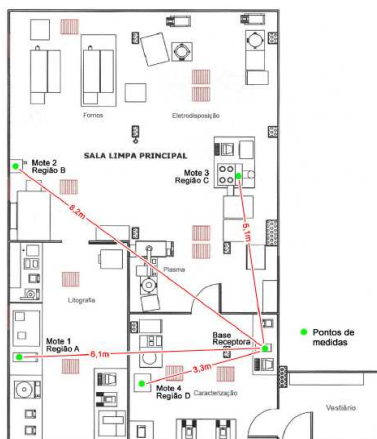 Fornos
Eletrodisposição
SALA LIMPA PRINCIPAL
Mote 2
Região B
Mote 3
Região C
8,2m
5,1m
Plasma
Litografia
Base
Receptora
Pontos de
medidas
Mote 1
Região A
6,1m
3,3m
Mote 4
Região D
Caracterização
Vestiário